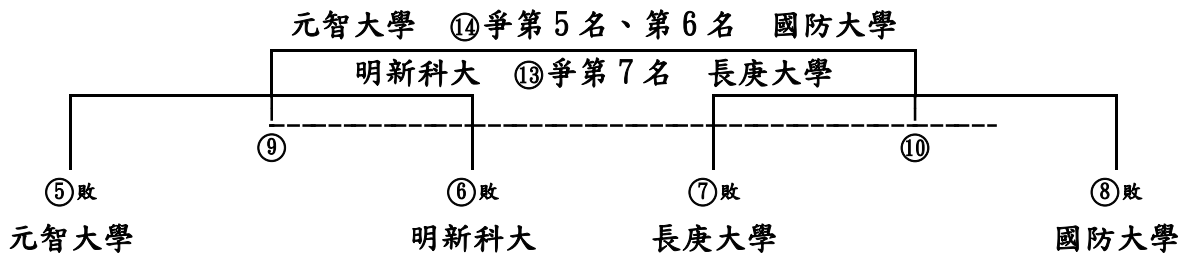 元智大學 ⑭爭第5名、第6名 國防大學
明新科大 ⑬爭第7名 長庚大學
⑨ ⑩
⑤敗 ⑥敗 ⑦敗 ⑧敗
元智大學 明新科大 長庚大學 國防大學